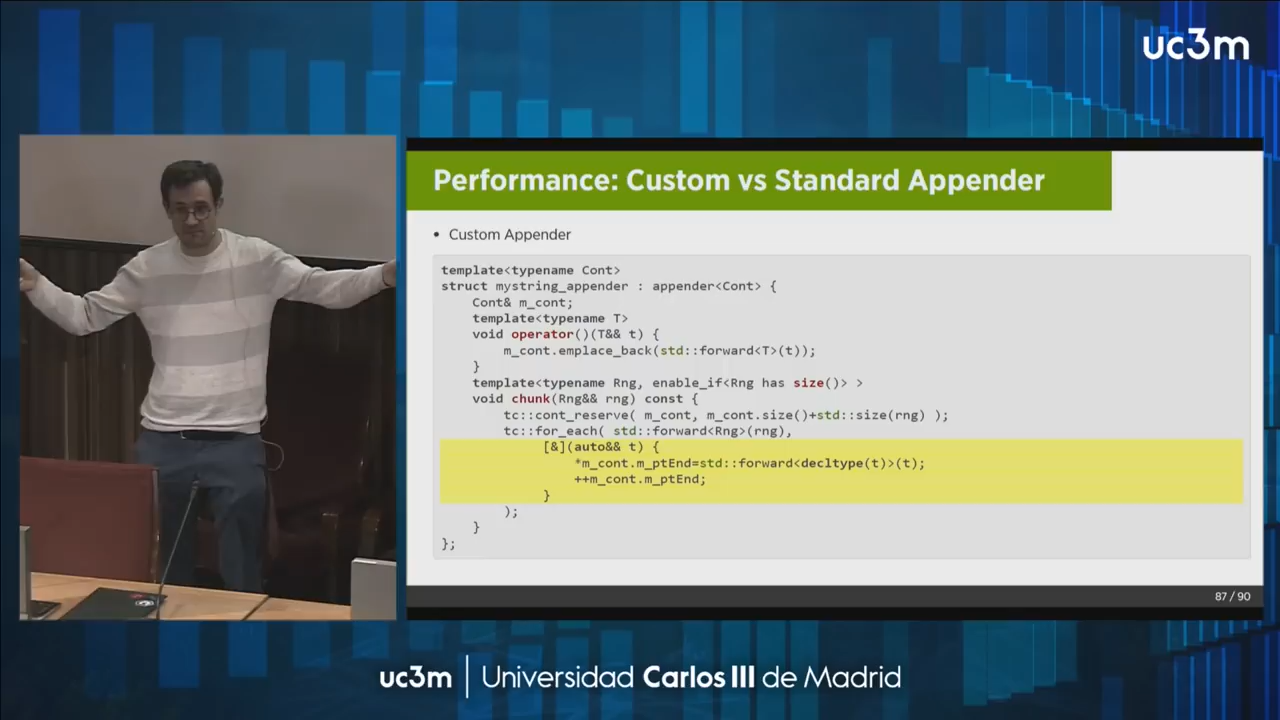 uc3m
Performance: Custom vs Standard Appender
• Custom Appender
template<typename Cont>
struct mystring_appender : appender<Cont> {
    Cont& m_cont;
    template<typename T>
    void operator()(T&& t) {
        m_cont.emplace_back(std::forward<T>(t));
    }
    template<typename Rng, enable_if<Rng has size()> >
    void chunk(Rng&& rng) const {
        tc::cont_reserve( m_cont, m_cont.size()+std::size(rng) );
        tc::for_each( std::forward<Rng>(rng),
             [&](auto&& t) {
                 *m_cont.m_ptEnd=std::forward<decltype(t)>(t);
                 ++m_cont.m_ptEnd;
             }
        );
    }
};
87 / 90
uc3m | Universidad Carlos III de Madrid